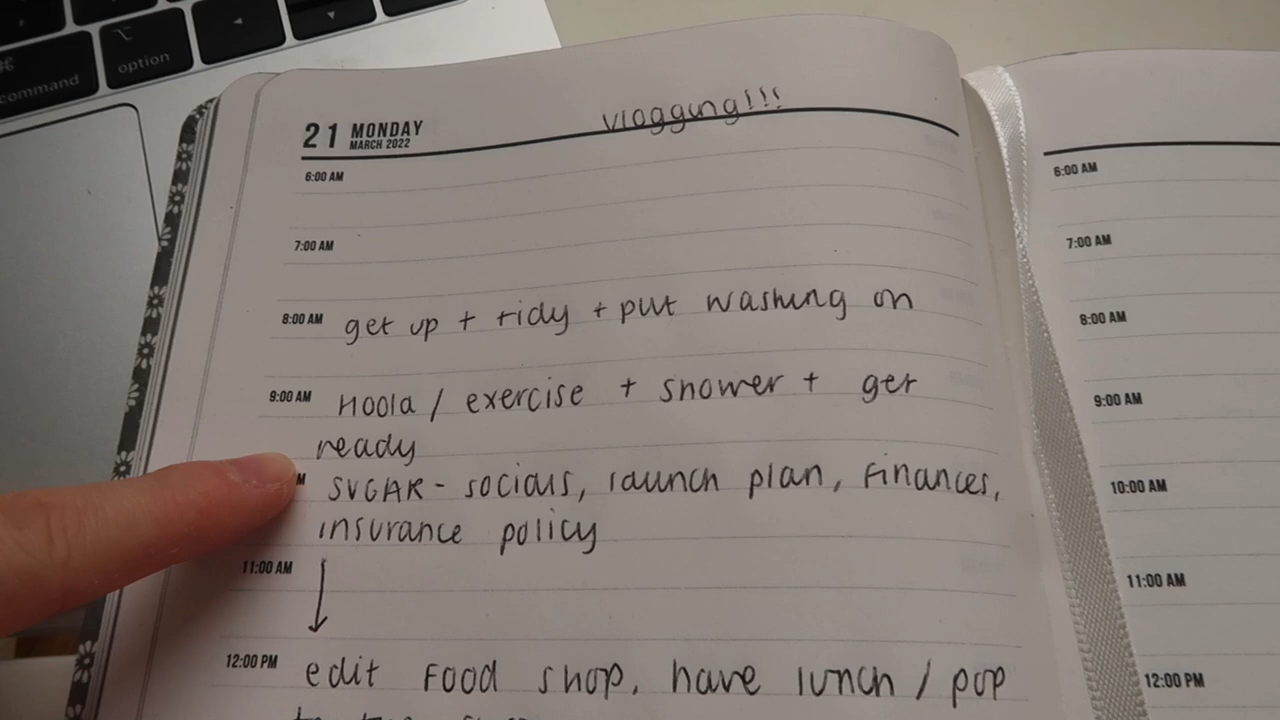 command
option
vlogging!!!
21 MONDAY
MARCH 2022
6:00 AM
7:00 AM
8:00 AM get up + tidy + put washing on
9:00 AM Hoola / exercise + shower + get
ready
M SUGAR - socials, launch plan, finances,
insurance policy
11:00 AM
12:00 PM edit food shop, have lunch / pop
6:00 AM
7:00 AM
8:00 AM
9:00 AM
10:00 AM
11:00 AM
12:00 PM